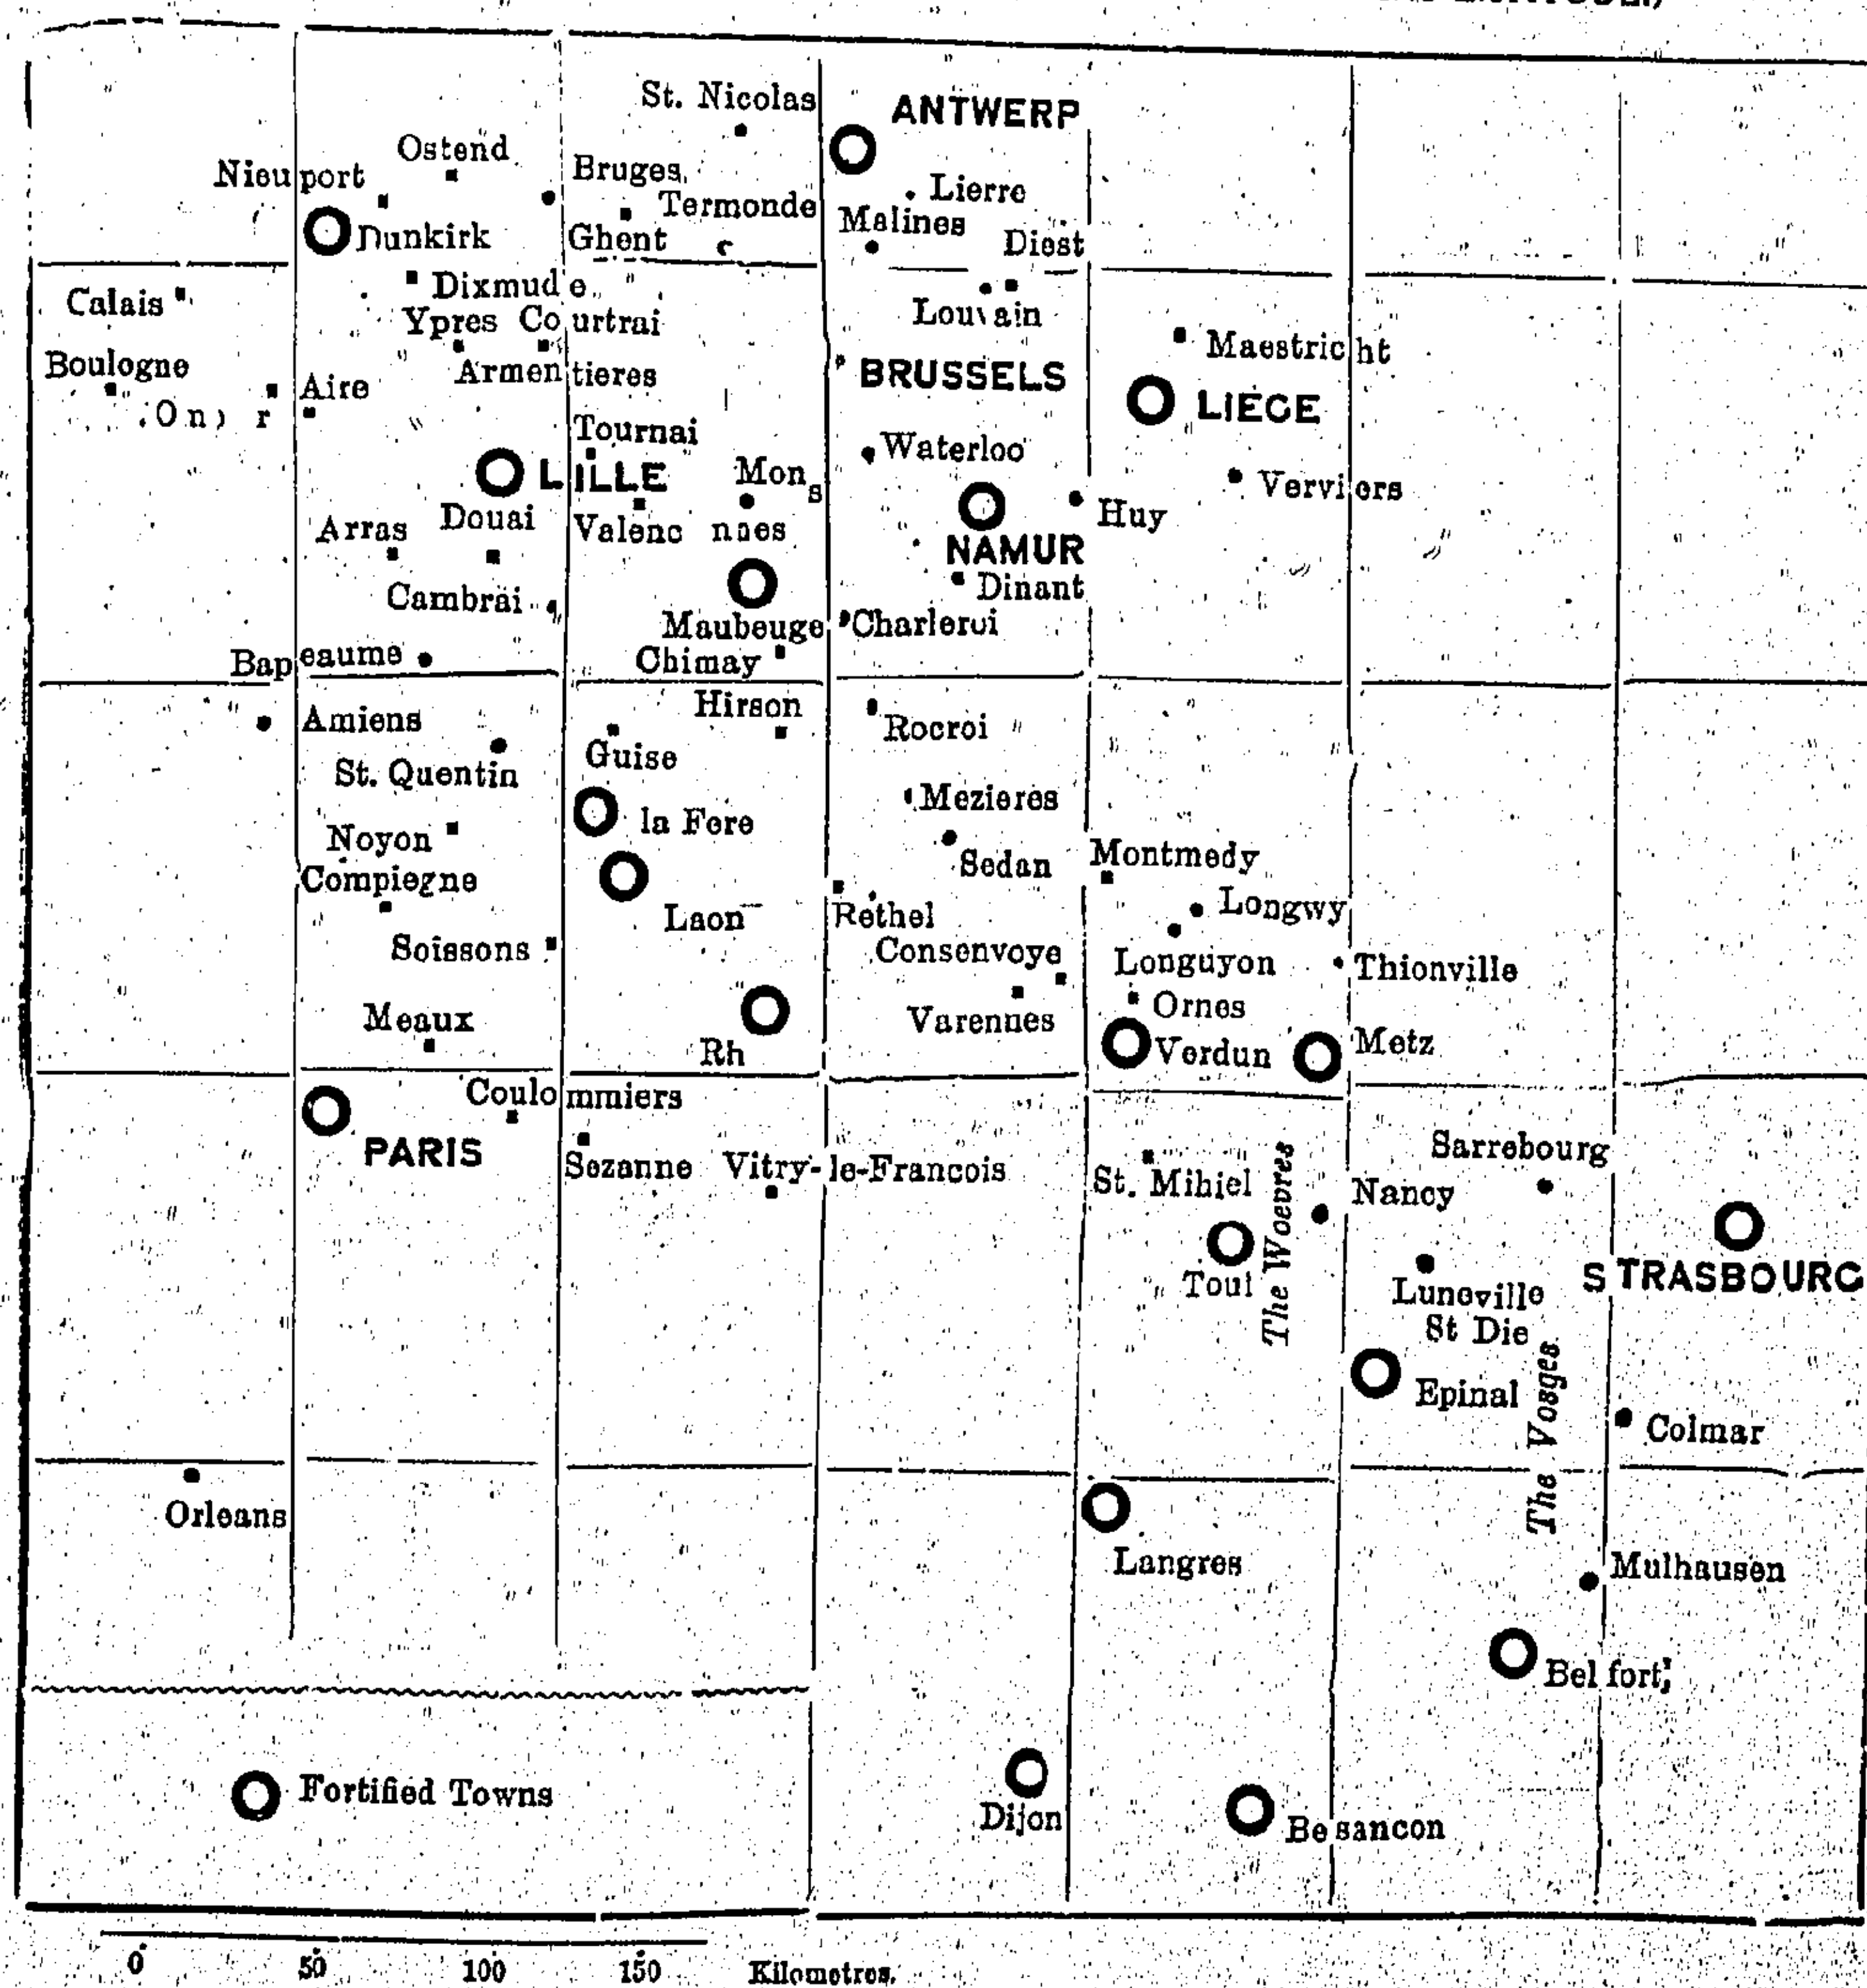 St. Nicolas
ANTWERP
Ostend
Nieuport
Bruges
Lierre
Termonde
Malines
Dunkirk
Ghent
Diest
Dixmude
Calais
Louvain
Ypres Courtrai
Maestricht
Boulogne
Armentieres
BRUSSELS
Aire
LIEGE
Tournai
Waterloo
LILLE
Mons
Verviers
Huy
Arras
Douai
NAMUR
Dinant
Cambrai
Maubeuge
Charleroi
Bapeaume
Chimay
Hirson
Amiens
Rocroi
Guise
St. Quentin
Mezieres
la Fere
Noyon
Sedan
Montmedy
Compiegne
Laon
Rethel
Longwy
Soissons
Consenvoye
Longuyon
Thionville
Ornes
Meaux
Varennes
Rh
Verdun
Metz
Coulommiers
PARIS
Sezanne
Vitry-le-Francois
Sarrebourg
St. Mihiel
The Woevres
Nancy
Toul
STRASBOURG
Luneville
St Die
Epinal
The Vosges
Colmar
Orleans
Langres
Mulhausen
Belfort
Fortified Towns
Dijon
Besancon
0 50 100 150 Kilometres.